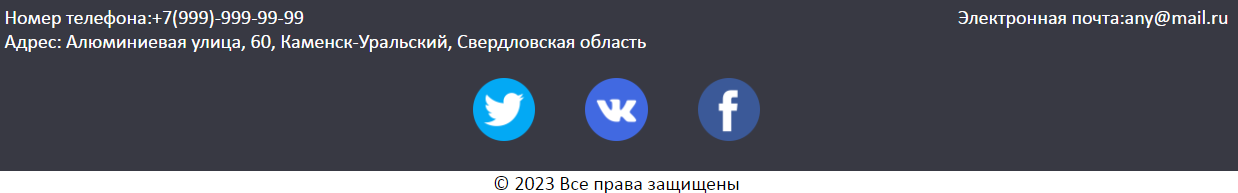 Номер телефона:+7(999)-999-99-99
Электронная почта:any@mail.ru
Адрес: Алюминиевая улица, 60, Каменск-Уральский, Свердловская область
© 2023 Все права защищены